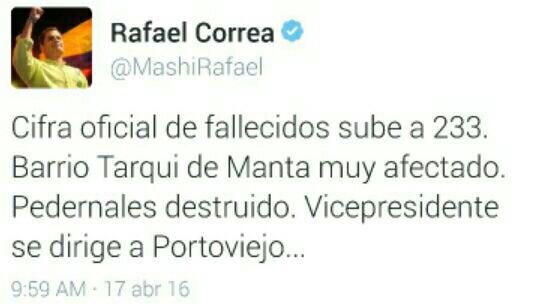 Rafael Correa
@MashiRafael
Cifra oficial de fallecidos sube a 233.
Barrio Tarqui de Manta muy afectado.
Pedernales destruido. Vicepresidente
se dirige a Portoviejo...
9:59 AM · 17 abr 16